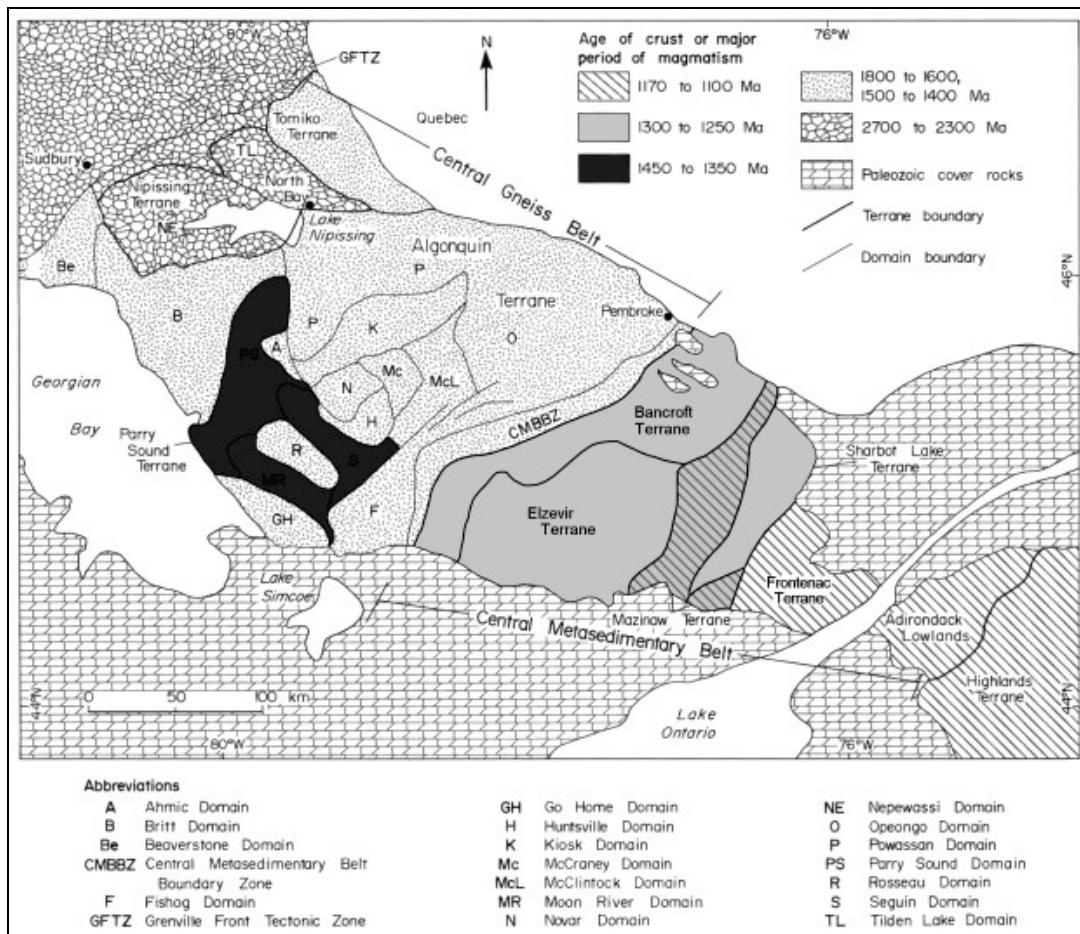 80°W
GFTZ
N
76°W
Age of crust or major
period of magmatism
1170 to 1100 Ma
1300 to 1250 Ma
1450 to 1350 Ma
1800 to 1600,
1500 to 1400 Ma
2700 to 2300 Ma
Paleozoic cover rocks
Terrane boundary
Domain boundary
Tomiko
Terrane
Quebec
Central Gneiss Belt
Sudbury
TL
North
Bay
Nipissing
Terrane
NE
Lake
Nipissing
Be
Algonquin
P
46°N
B
Terrane
Pembroke
P
K
O
PS
A
Mc
McL
N
H
Georgian
Bay
CMBBZ
Bancroft
Terrane
Parry
Sound
Terrane
R
S
MR
Sharbot Lake
Terrane
GH
F
Elzevir
Terrane
Lake
Simcoe
Frontenac
Terrane
Mazinaw Terrane
Central Metasedimentary Belt
Adirondack
Lowlands
Highlands
Terrane
0 50 100 km
44°N
44°N
Lake
Ontario
80°W
76°W
Abbreviations
A Ahmic Domain
B Britt Domain
Be Beaverstone Domain
CMBBZ Central Metasedimentary Belt
Boundary Zone
F Fishog Domain
GFTZ Grenville Front Tectonic Zone
GH Go Home Domain
H Huntsville Domain
K Kiosk Domain
Mc McCraney Domain
McL McClintock Domain
MR Moon River Domain
N Novar Domain
NE Nepewassi Domain
O Opeongo Domain
P Powassan Domain
PS Parry Sound Domain
R Rosseau Domain
S Seguin Domain
TL Tilden Lake Domain